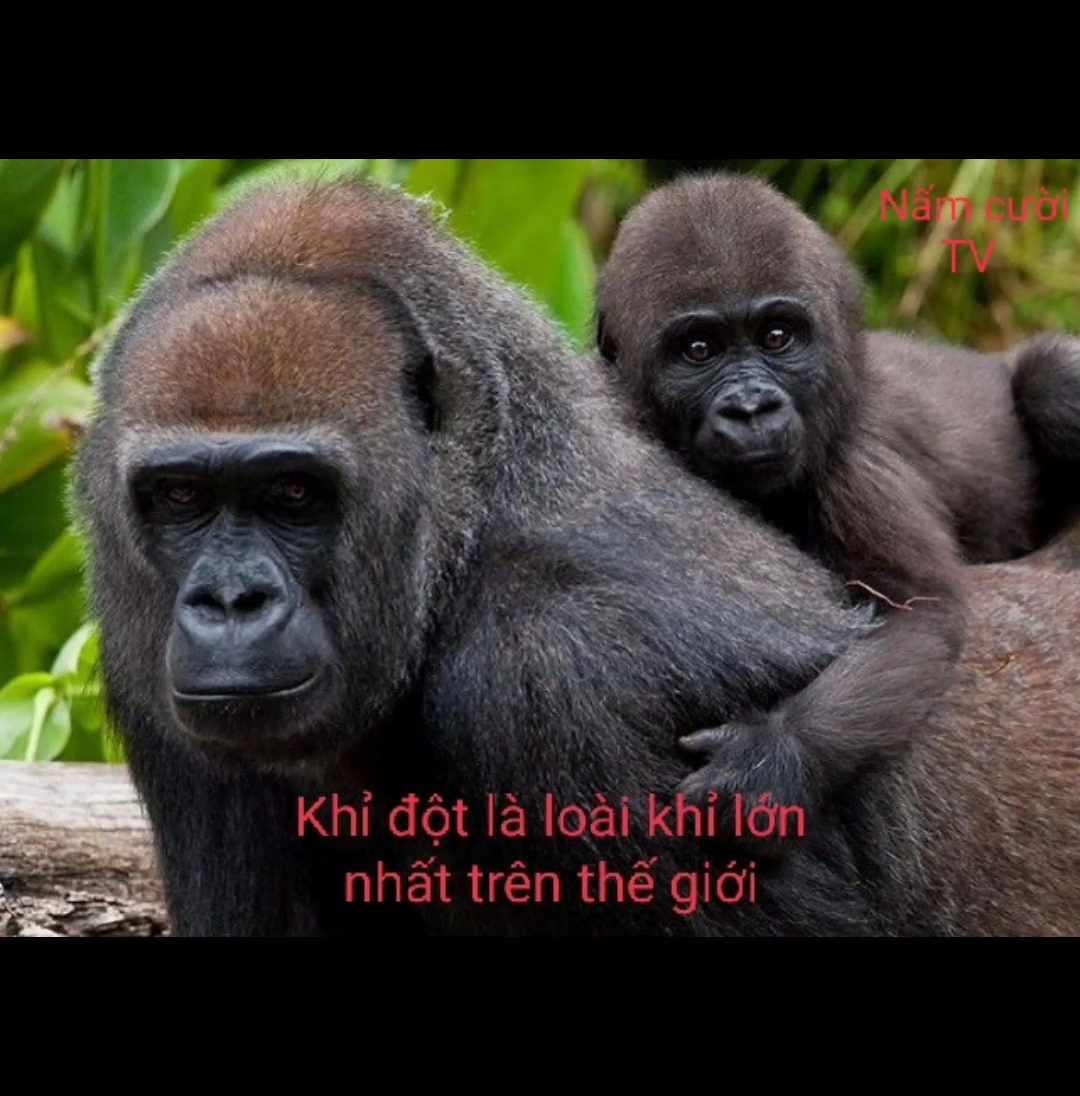 Nấm cười
TV
Khỉ đột là loài khỉ lớn
nhất trên thế giới